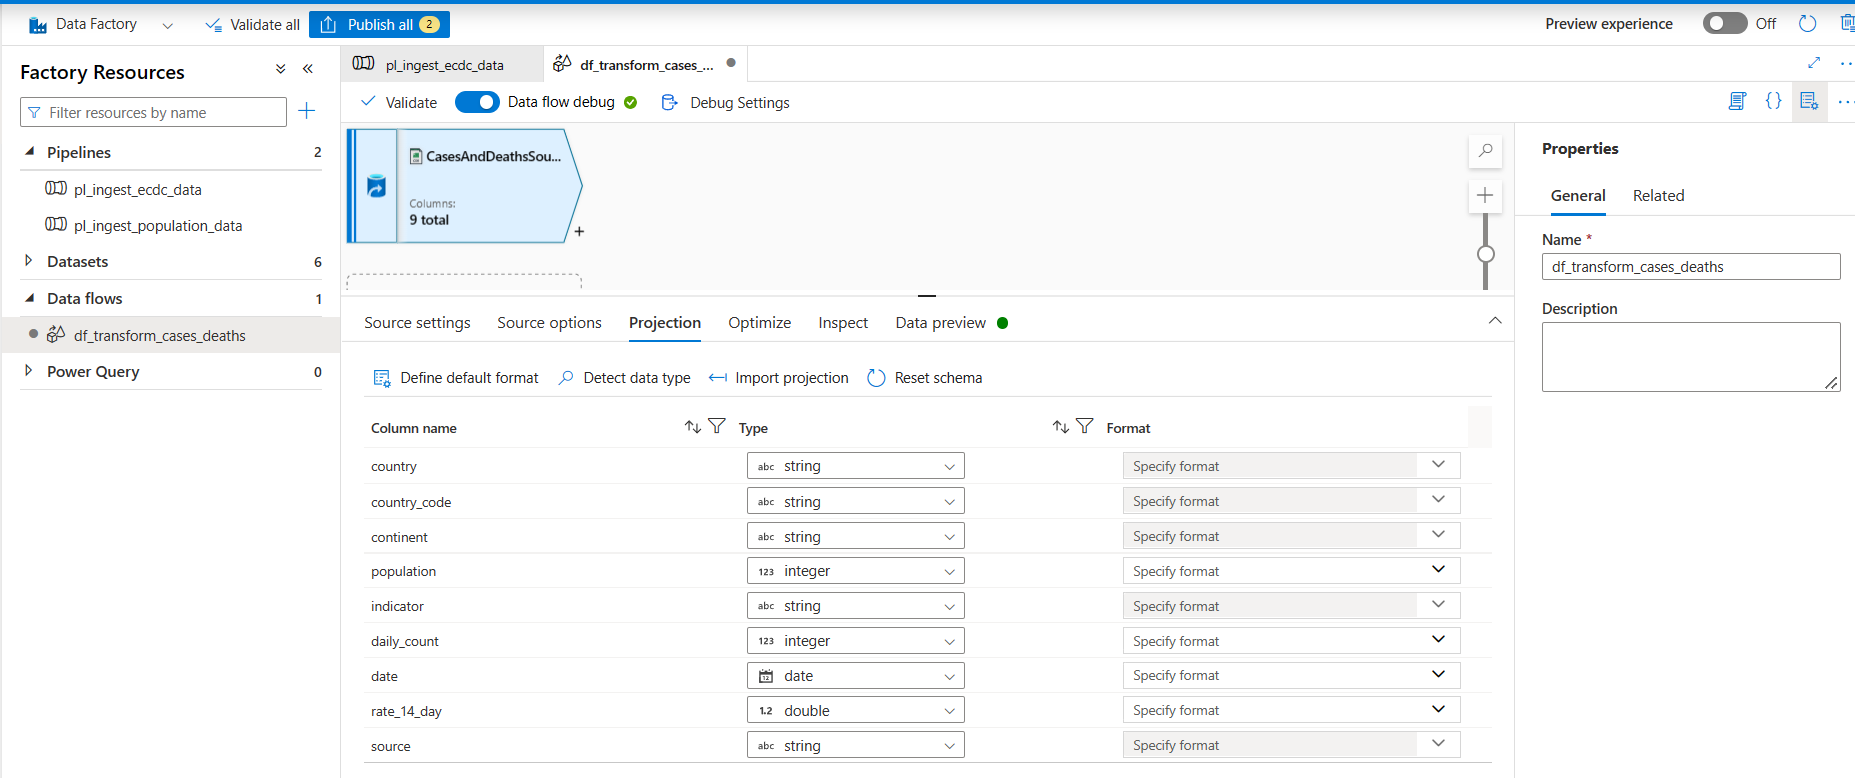 Data Factory
Validate all
Publish all 2
Preview experience
Off
Factory Resources
Filter resources by name
Pipelines 2
pl_ingest_ecdc_data
pl_ingest_population_data
Datasets 6
Data flows 1
df_transform_cases_deaths
Power Query 0
pl_ingest_ecdc_data
df_transform_cases_...
Validate
Data flow debug
Debug Settings
CasesAndDeathsSou...
Columns:
9 total
Source settings
Source options
Projection
Optimize
Inspect
Data preview
Define default format
Detect data type
Import projection
Reset schema
Column name Type Format
country abc string Specify format
country_code abc string Specify format
continent abc string Specify format
population 123 integer Specify format
indicator abc string Specify format
daily_count 123 integer Specify format
date 12 date Specify format
rate_14_day 1.2 double Specify format
source abc string Specify format
Properties
General Related
Name *
df_transform_cases_deaths
Description